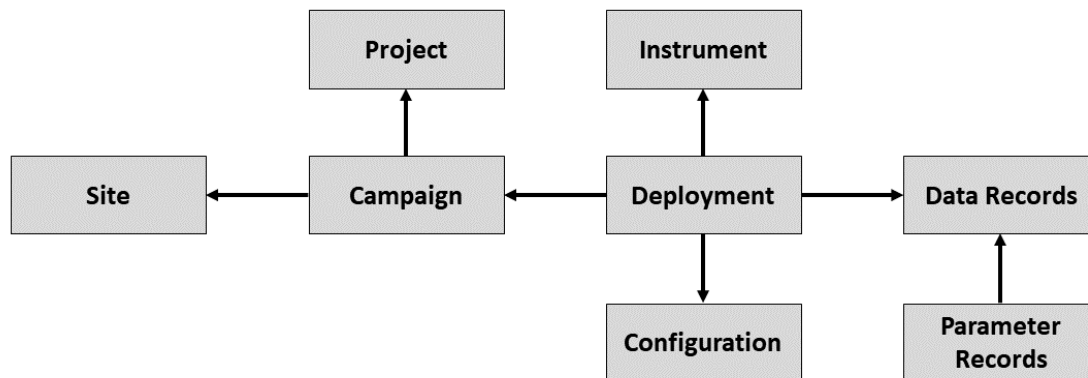 Project
Instrument
Site
Campaign
Deployment
Data Records
Configuration
Parameter
Records